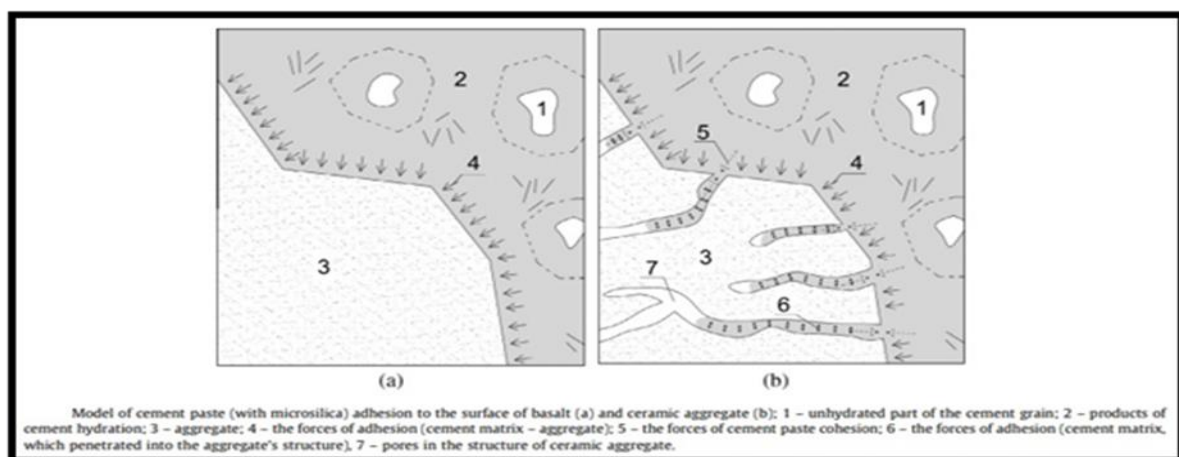 2
1
4
3
5
2
1
4
3
7
6
(a)
(b)
Model of cement paste (with microsilica) adhesion to the surface of basalt (a) and ceramic aggregate (b); 1 – unhydrated part of the cement grain; 2 – products of
cement hydration; 3 – aggregate; 4 – the forces of adhesion (cement matrix – aggregate); 5 – the forces of cement paste cohesion; 6 – the forces of adhesion (cement matrix,
which penetrated into the aggregate's structure), 7 – pores in the structure of ceramic aggregate.